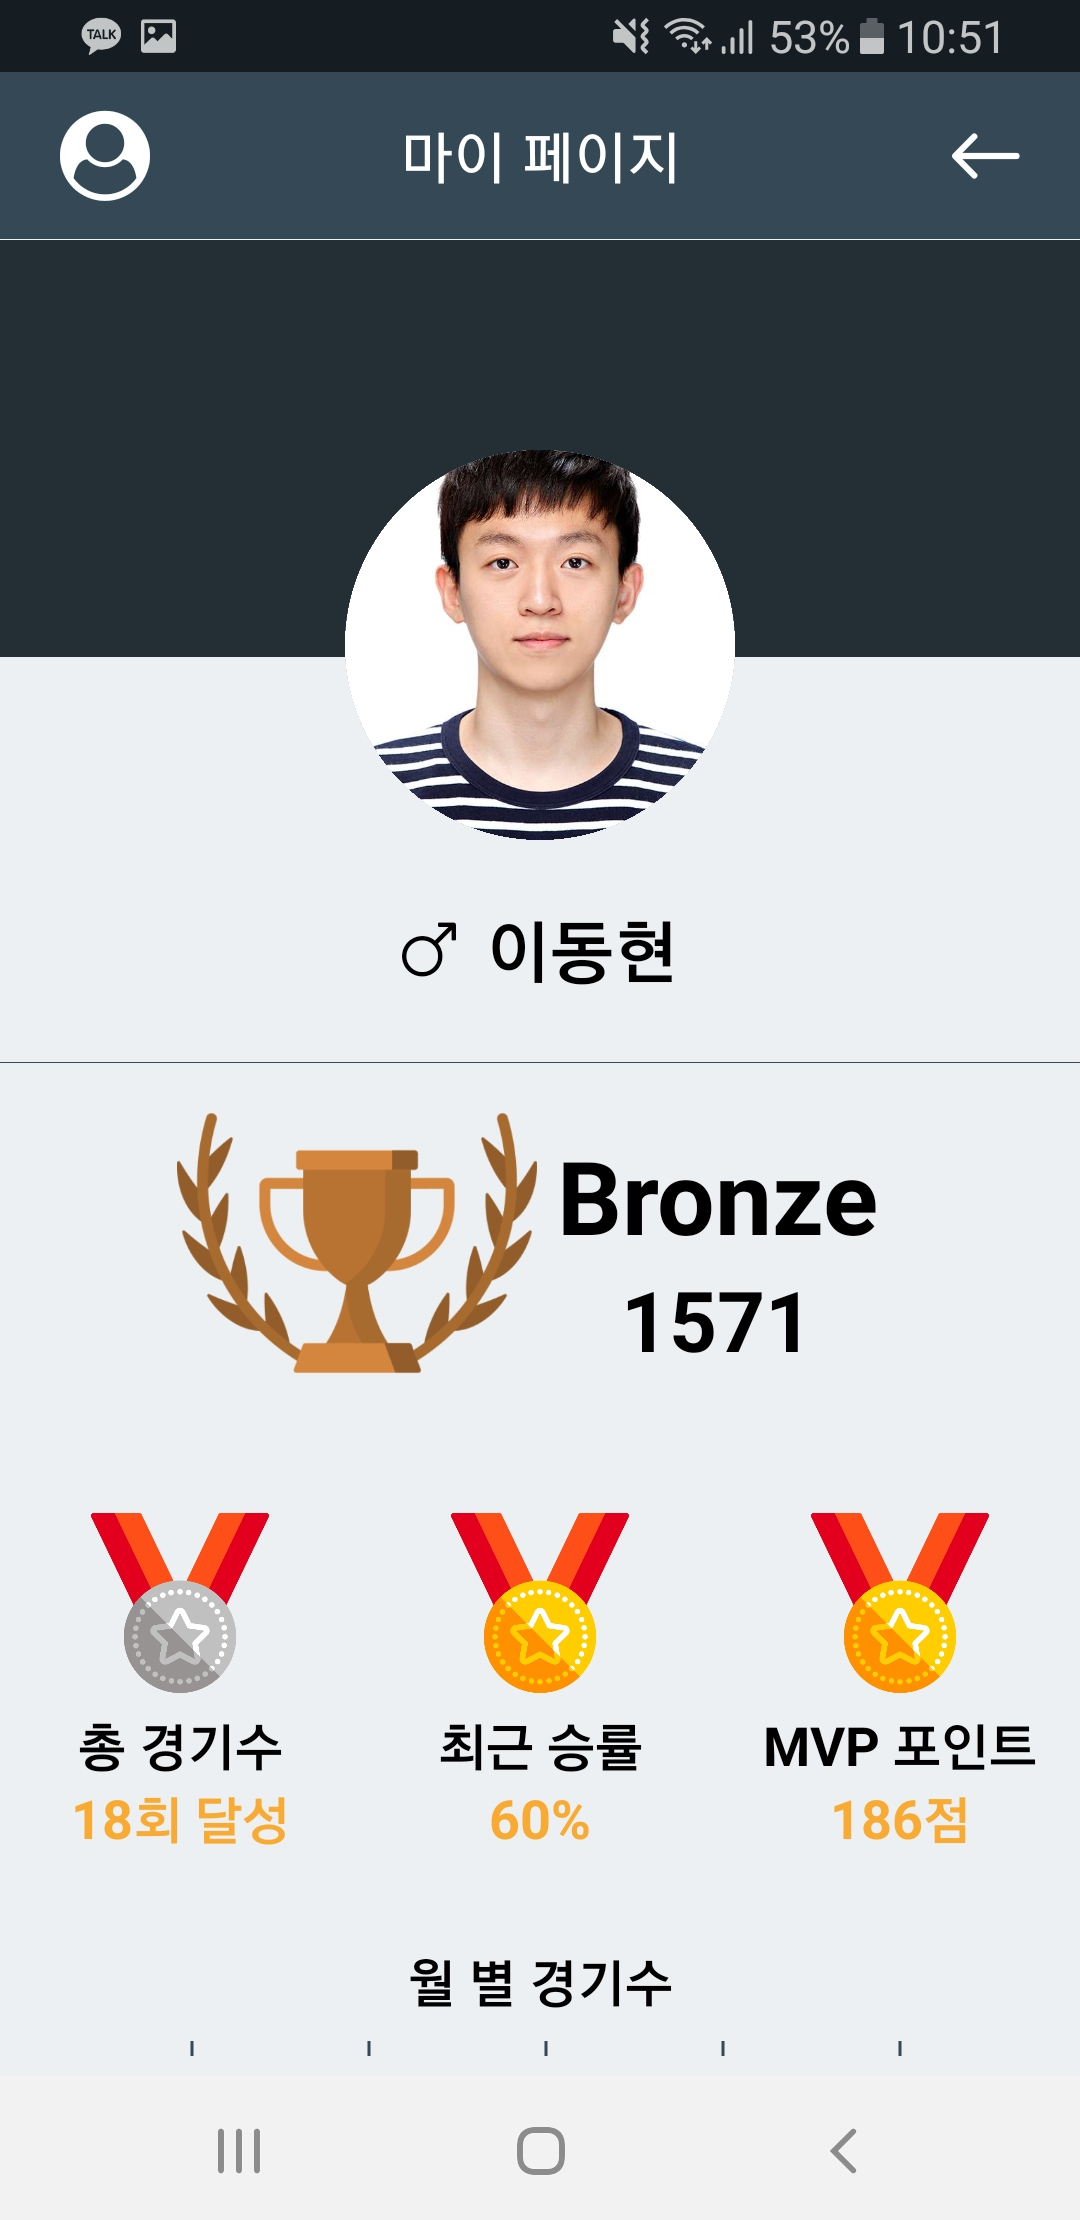 TALK 53% 10:51
마이 페이지
이동현
Bronze
1571
총 경기수 최근 승률 MVP 포인트
18회 달성 60% 186점
월 별 경기수